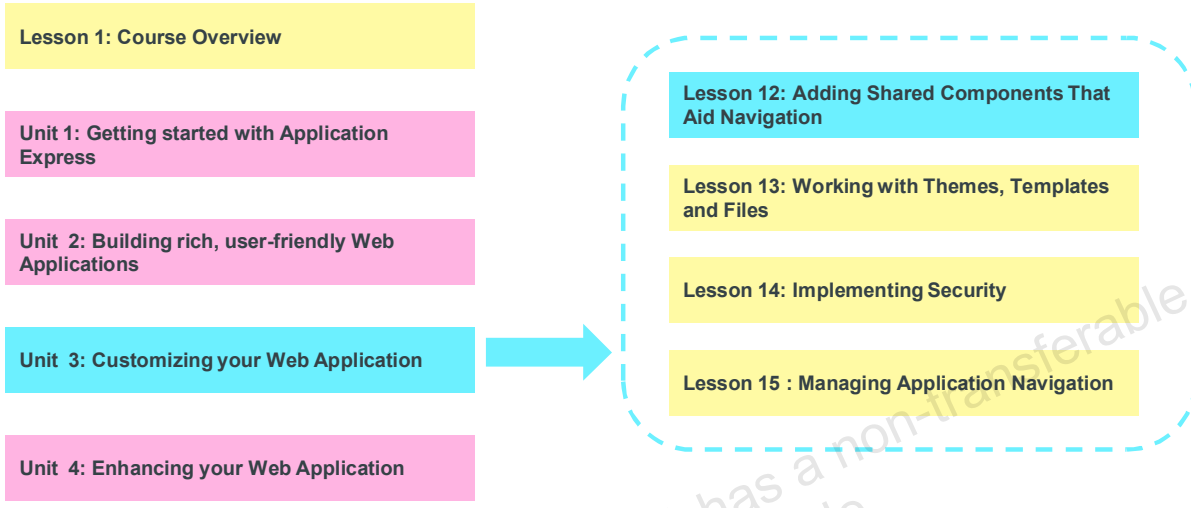 Lesson 1: Course Overview
Unit 1: Getting started with Application
Express
Unit 2: Building rich, user-friendly Web
Applications
Unit 3: Customizing your Web Application
Unit 4: Enhancing your Web Application
Lesson 12: Adding Shared Components That
Aid Navigation
Lesson 13: Working with Themes, Templates
and Files
Lesson 14: Implementing Security
Lesson 15 : Managing Application Navigation
has a non-transferable